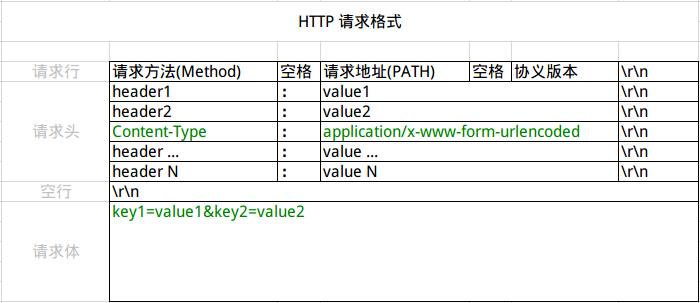 HTTP 请求格式
请求行 请求方法(Method) 空格 请求地址(PATH) 空格 协义版本 \r\n
header1 : value1 \r\n
header2 : value2 \r\n
请求头 Content-Type : application/x-www-form-urlencoded \r\n
header ... : value ... \r\n
header N : value N \r\n
空行 \r\n
key1=value1&key2=value2
请求体